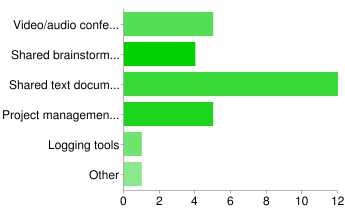 Video/audio confe...
Shared brainstorm...
Shared text docum...
Project managemen...
Logging tools
Other
0 2 4 6 8 10 12